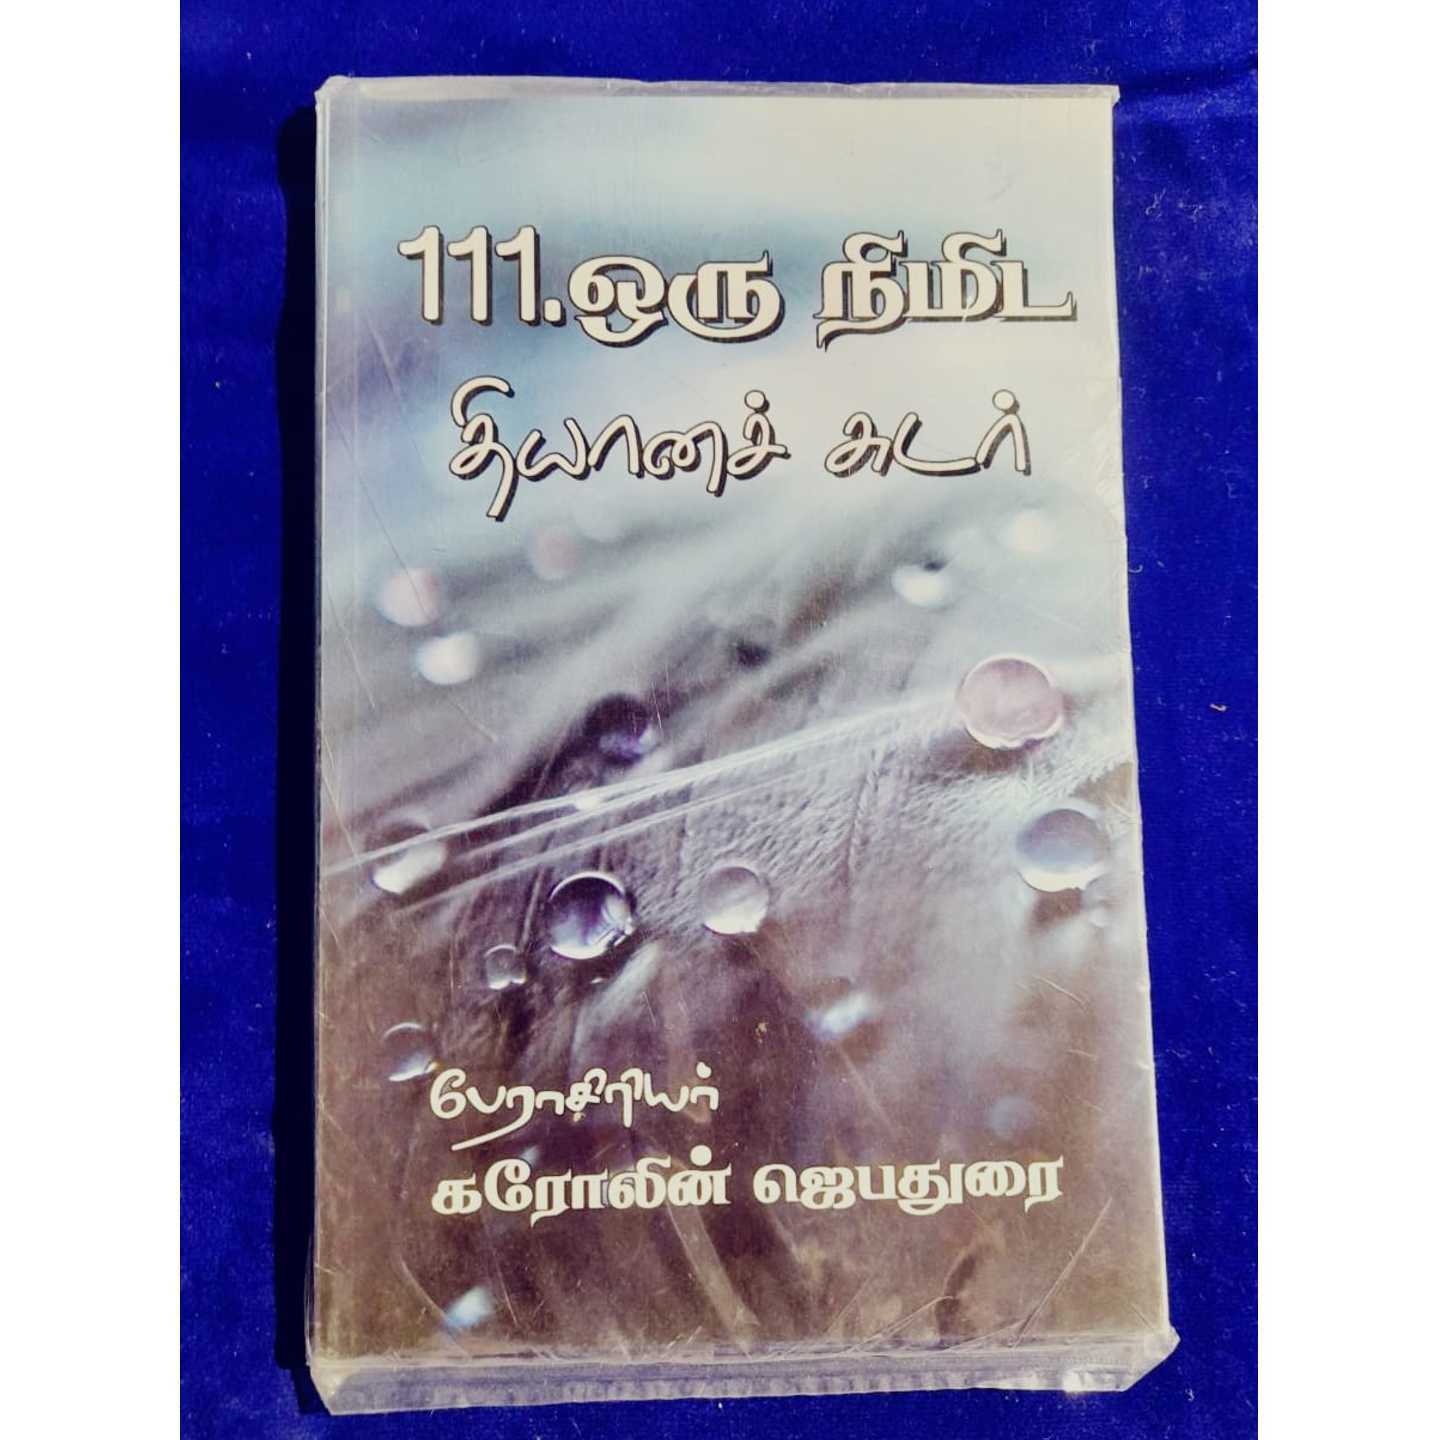 111.ஒரு நிமிட
தியானச் சுடர்
பேராசிரியர்
கரோலின் ஜெபதுரை